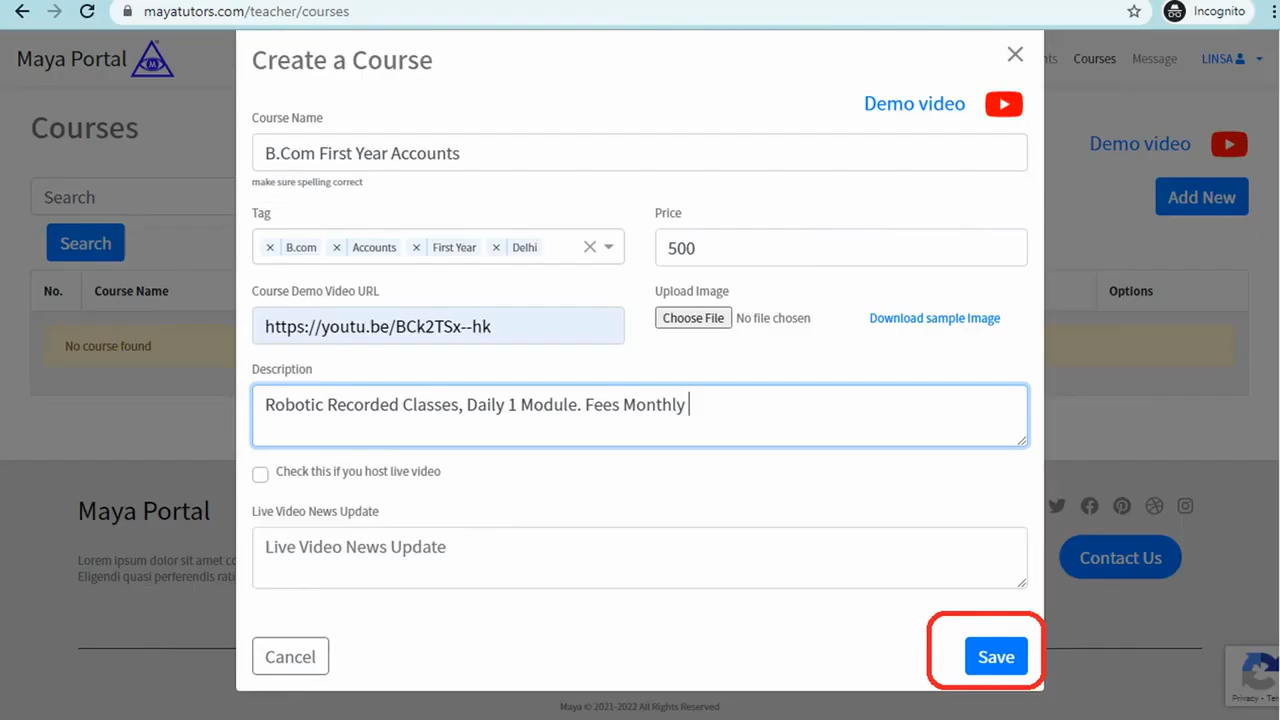 mayatutors.com/teacher/courses
Incognito
Maya Portal
Create a Course
nts Courses Message LINSA
Demo video
Courses
Course Name
B.Com First Year Accounts
make sure spelling correct
Demo video
Search
Add New
Tag
Price
× B.com × Accounts × First Year × Delhi
500
Search
Course Demo Video URL
Upload Image
No. Course Name
Options
https://youtu.be/BCk2TSx--hk
Choose File No file chosen
Download sample Image
No course found
Description
Robotic Recorded Classes, Daily 1 Module. Fees Monthly
Check this if you host live video
Live Video News Update
Live Video News Update
Maya Portal
Lorem ipsum dolor sit amet co
Eligendi quasi perferendis rati
Contact Us
Cancel
Save
Privacy - Ter
Maya © 2021-2022 All Rights Reserved